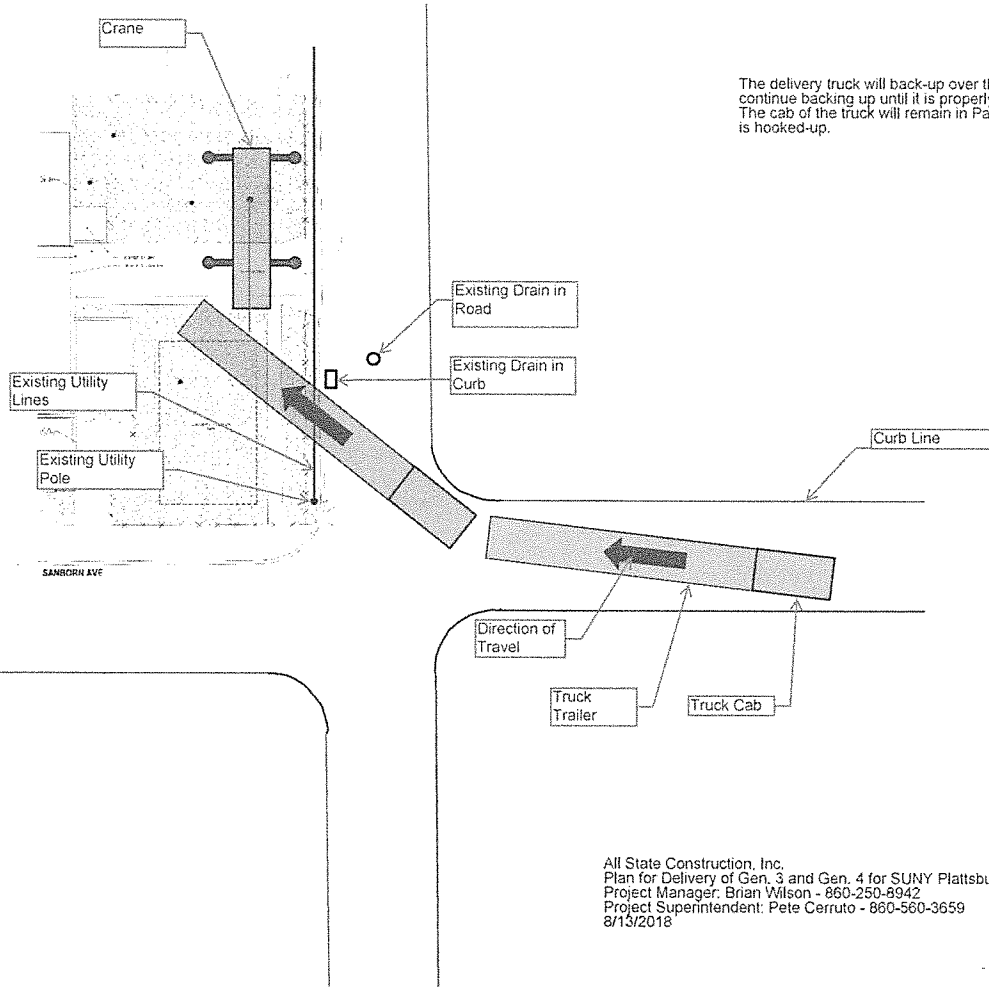 Crane
The delivery truck will back-up over
continue backing up until it is properly
The cab of the truck will remain in
is hooked-up.
Existing Drain in
Road
Existing Drain in
Curb
Existing Utility
Lines
Existing Utility
Pole
Curb Line
SANBORN AVE
Direction of
Travel
Truck
Trailer
Truck Cab
All State Construction, Inc.
Plan for Delivery of Gen. 3 and Gen. 4 for SUNY Plattsbu
Project Manager: Brian Wilson - 860-250-8942
Project Superintendent: Pete Cerruto - 860-560-3659
8/13/2018